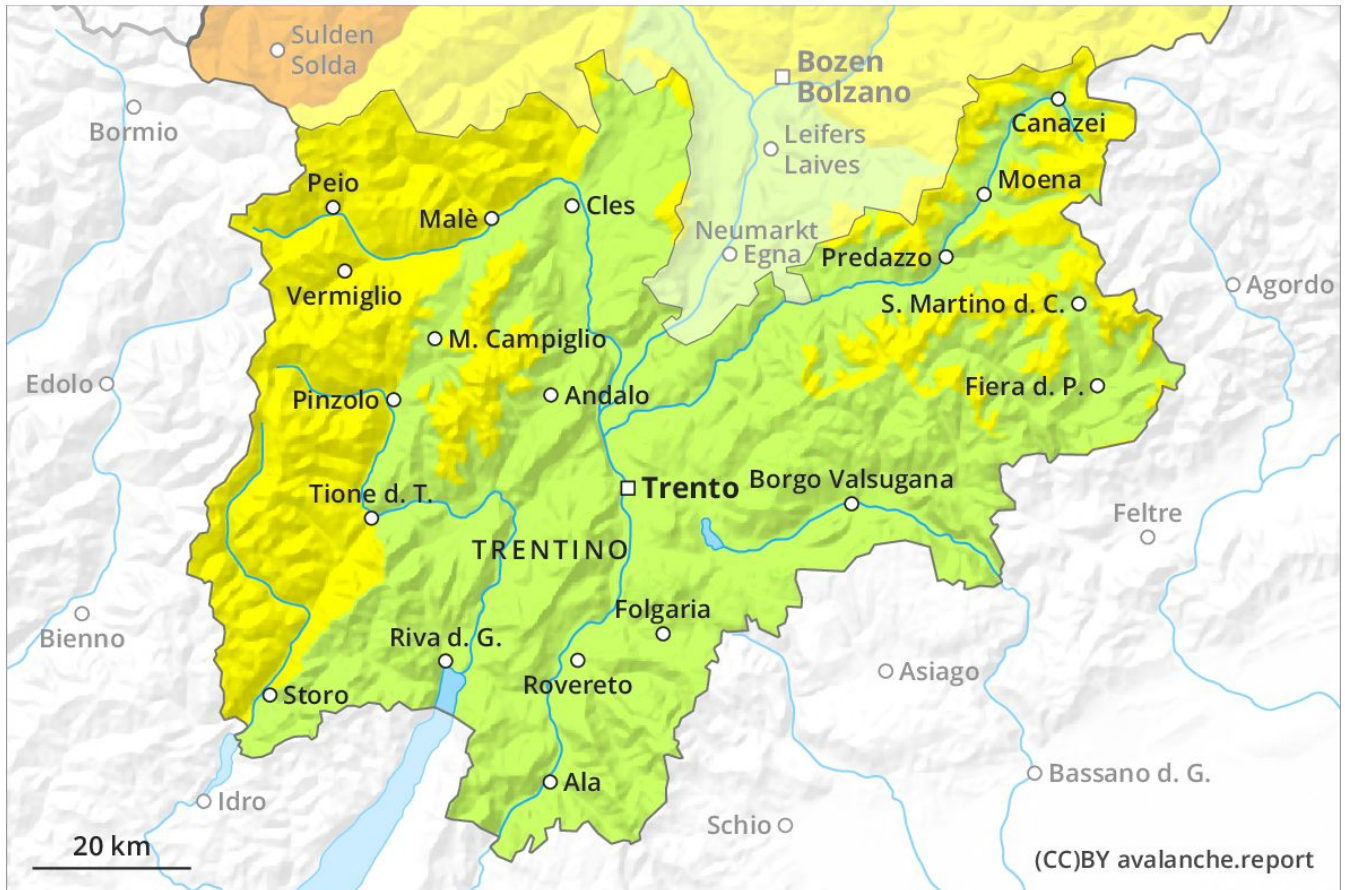 Sulden
Solda
Bozen
Bolzano
Bormio
Canazei
Leifers
Laives
Peio
Moena
Malè
Cles
Neumarkt
Egna
Predazzo
Vermiglio
Agordo
S. Martino d. C.
M. Campiglio
Edolo
Pinzolo
Andalo
Fiera d. P.
Tione d. T.
Trento
Borgo Valsugana
Feltre
TRENTINO
Bienno
Folgaria
Riva d. G.
Asiago
Rovereto
Storo
Bassano d. G.
Ala
Idro
Schio
20 km
(CC)BY avalanche.report